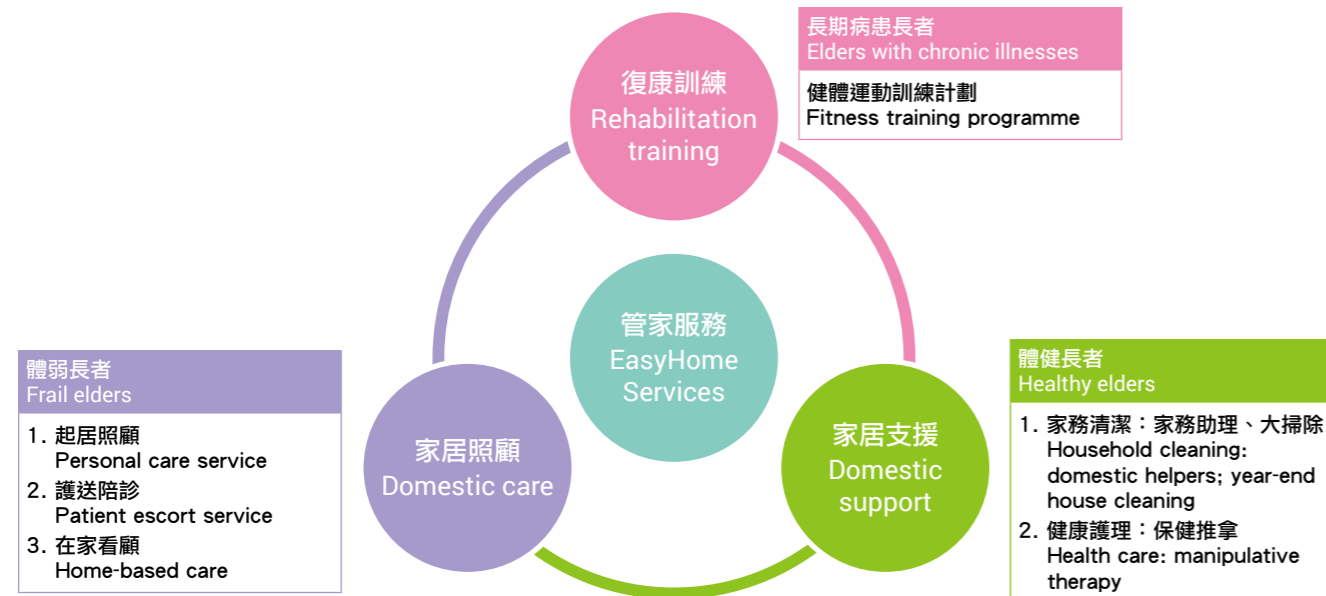 復康訓練
Rehabilitation
training
長期病患長者
Elders with chronic illnesses
健體運動訓練計劃
Fitness training programme
管家服務
EasyHome
Services
體弱長者
Frail elders
1. 起居照顧
Personal care service
2. 護送陪診
Patient escort service
3. 在家看顧
Home-based care
家居照顧
Domestic care
家居支援
Domestic
support
體健長者
Healthy elders
1. 家務清潔：家務助理、大掃除
Household cleaning:
domestic helpers; year-end
house cleaning
2. 健康護理：保健推拿
Health care: manipulative
therapy